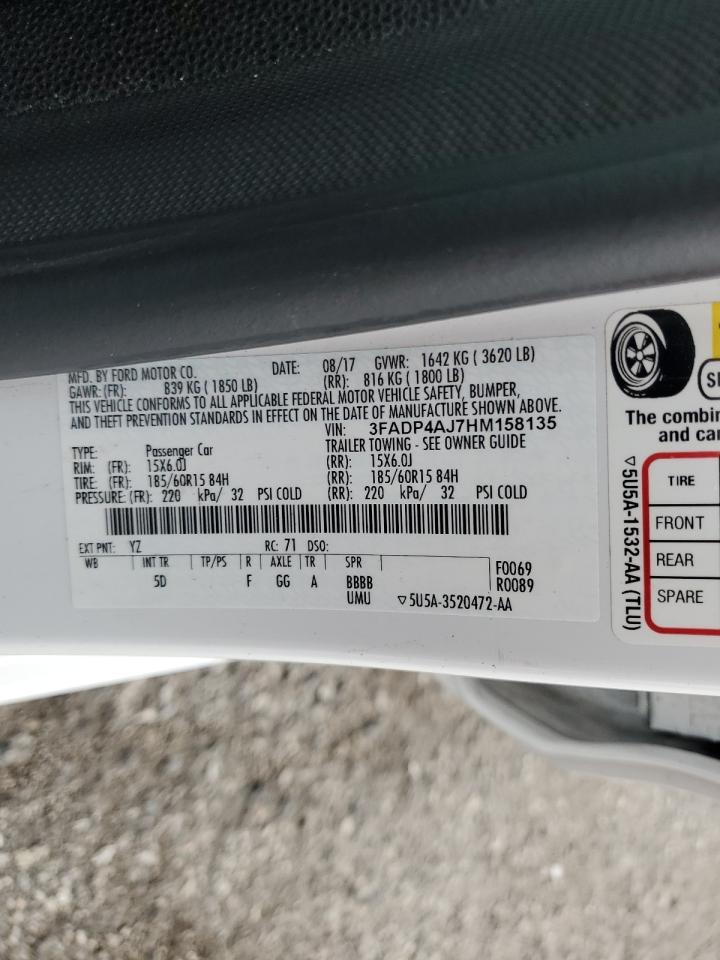 MFD. BY FORD MOTOR CO. DATE: 08/17 GVWR: 1642 KG ( 3620 LB)
GAWR: (FR): 839 KG ( 1850 LB) (RR): 816 KG ( 1800 LB)
THIS VEHICLE CONFORMS TO ALL APPLICABLE FEDERAL MOTOR VEHICLE SAFETY, BUMPER,
AND THEFT PREVENTION STANDARDS IN EFFECT ON THE DATE OF MANUFACTURE SHOWN ABOVE.
VIN: 3FADP4AJ7HM158135
TYPE: Passenger Car TRAILER TOWING - SEE OWNER GUIDE
RIM: (FR): 15X6.0J (RR): 15X6.0J
TIRE: (FR): 185/60R15 84H (RR): 185/60R15 84H
PRESSURE: (FR): 220 kPa/ 32 PSI COLD (RR): 220 kPa/ 32 PSI COLD
EXT PNT: YZ RC: 71 DSO:
WB INT TR TP/PS R AXLE TR SPR F0069
5D F GG A BBBB R0089
UMU ▽5U5A-3520472-AA
The combin
and car
TIRE
FRONT
REAR
SPARE
▽5U5A-1532-AA (TLU)